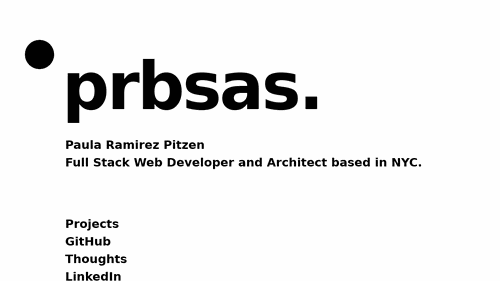 prbsas.
Paula Ramirez Pitzen
Full Stack Web Developer and Architect based in NYC.
Projects
GitHub
Thoughts
LinkedIn